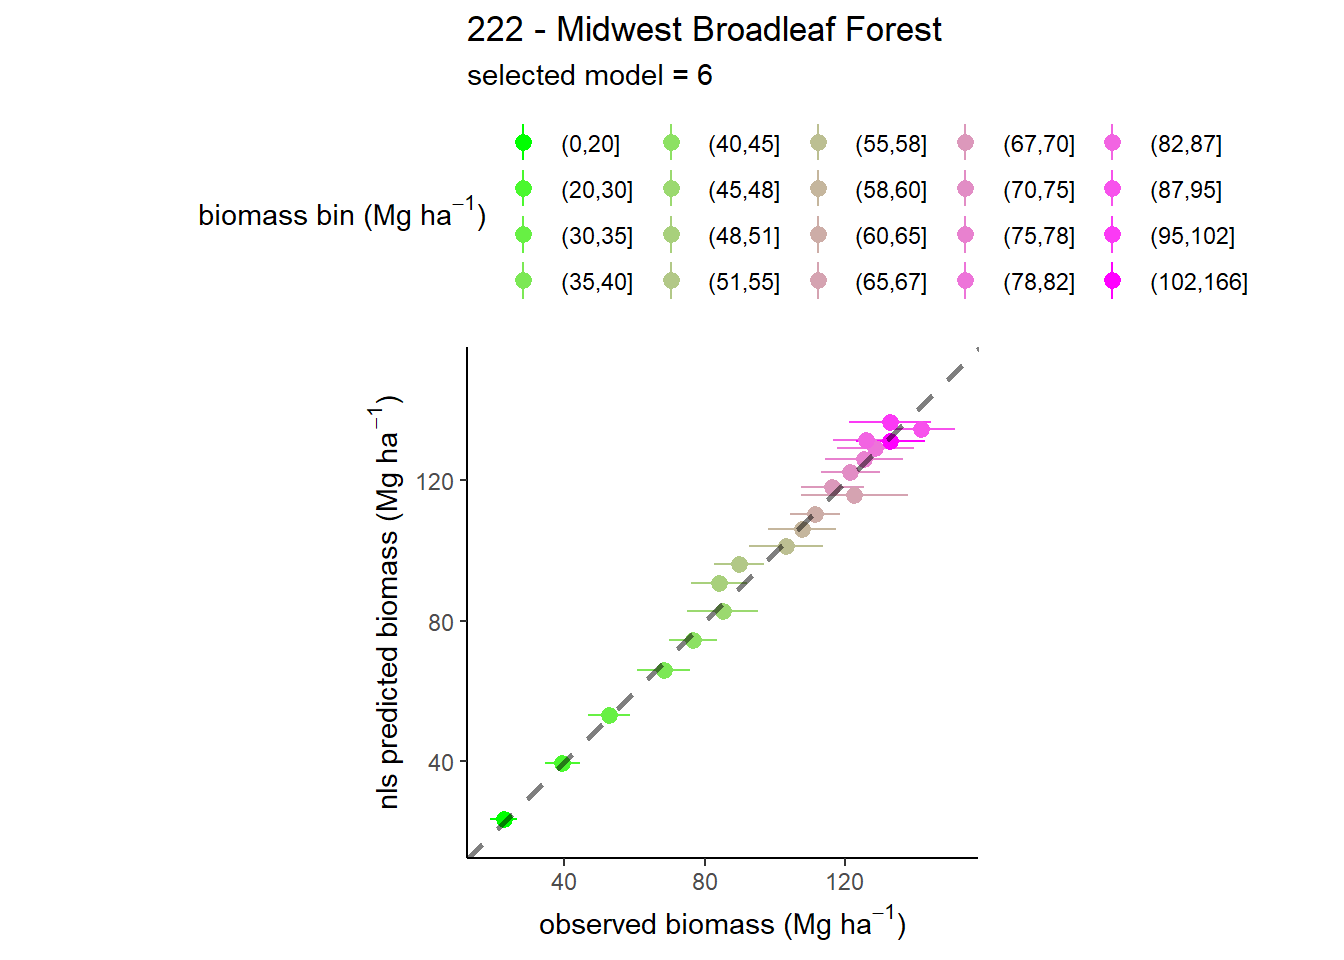 222 - Midwest Broadleaf Forest
selected model = 6
biomass bin (Mg ha⁻¹)
(0,20] (40,45] (55,58] (67,70] (82,87]
(20,30] (45,48] (58,60] (70,75] (87,95]
(30,35] (48,51] (60,65] (75,78] (95,102]
(35,40] (51,55] (65,67] (78,82] (102,166]
nls predicted biomass (Mg ha⁻¹)
120
80
40
40 80 120
observed biomass (Mg ha⁻¹)